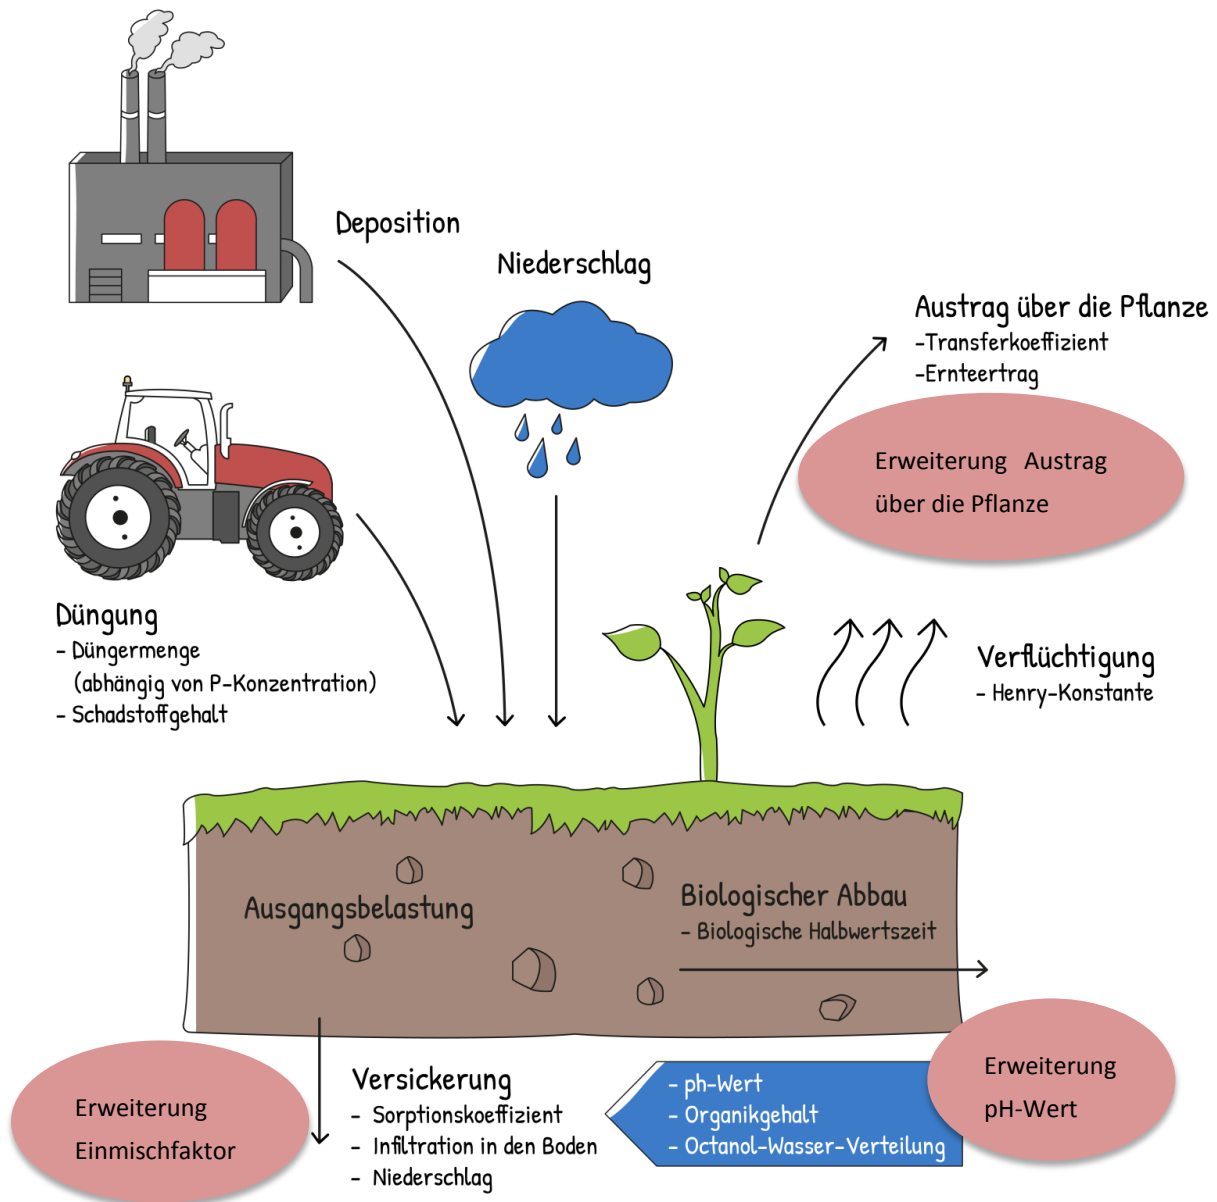 Deposition
Niederschlag
Austrag über die Pflanze
-Transferkoeffizient
-Ernteertrag
Erweiterung Austrag
über die Pflanze
Düngung
- Düngermenge
(abhängig von P-Konzentration)
- Schadstoffgehalt
Verflüchtigung
- Henry-Konstante
Ausgangsbelastung
Biologischer Abbau
- Biologische Halbwertszeit
Erweiterung
Einmischfaktor
Versickerung
- Sorptionskoeffizient
- Infiltration in den Boden
- Niederschlag
- ph-Wert
- Organikgehalt
- Octanol-Wasser-Verteilung
Erweiterung
pH-Wert